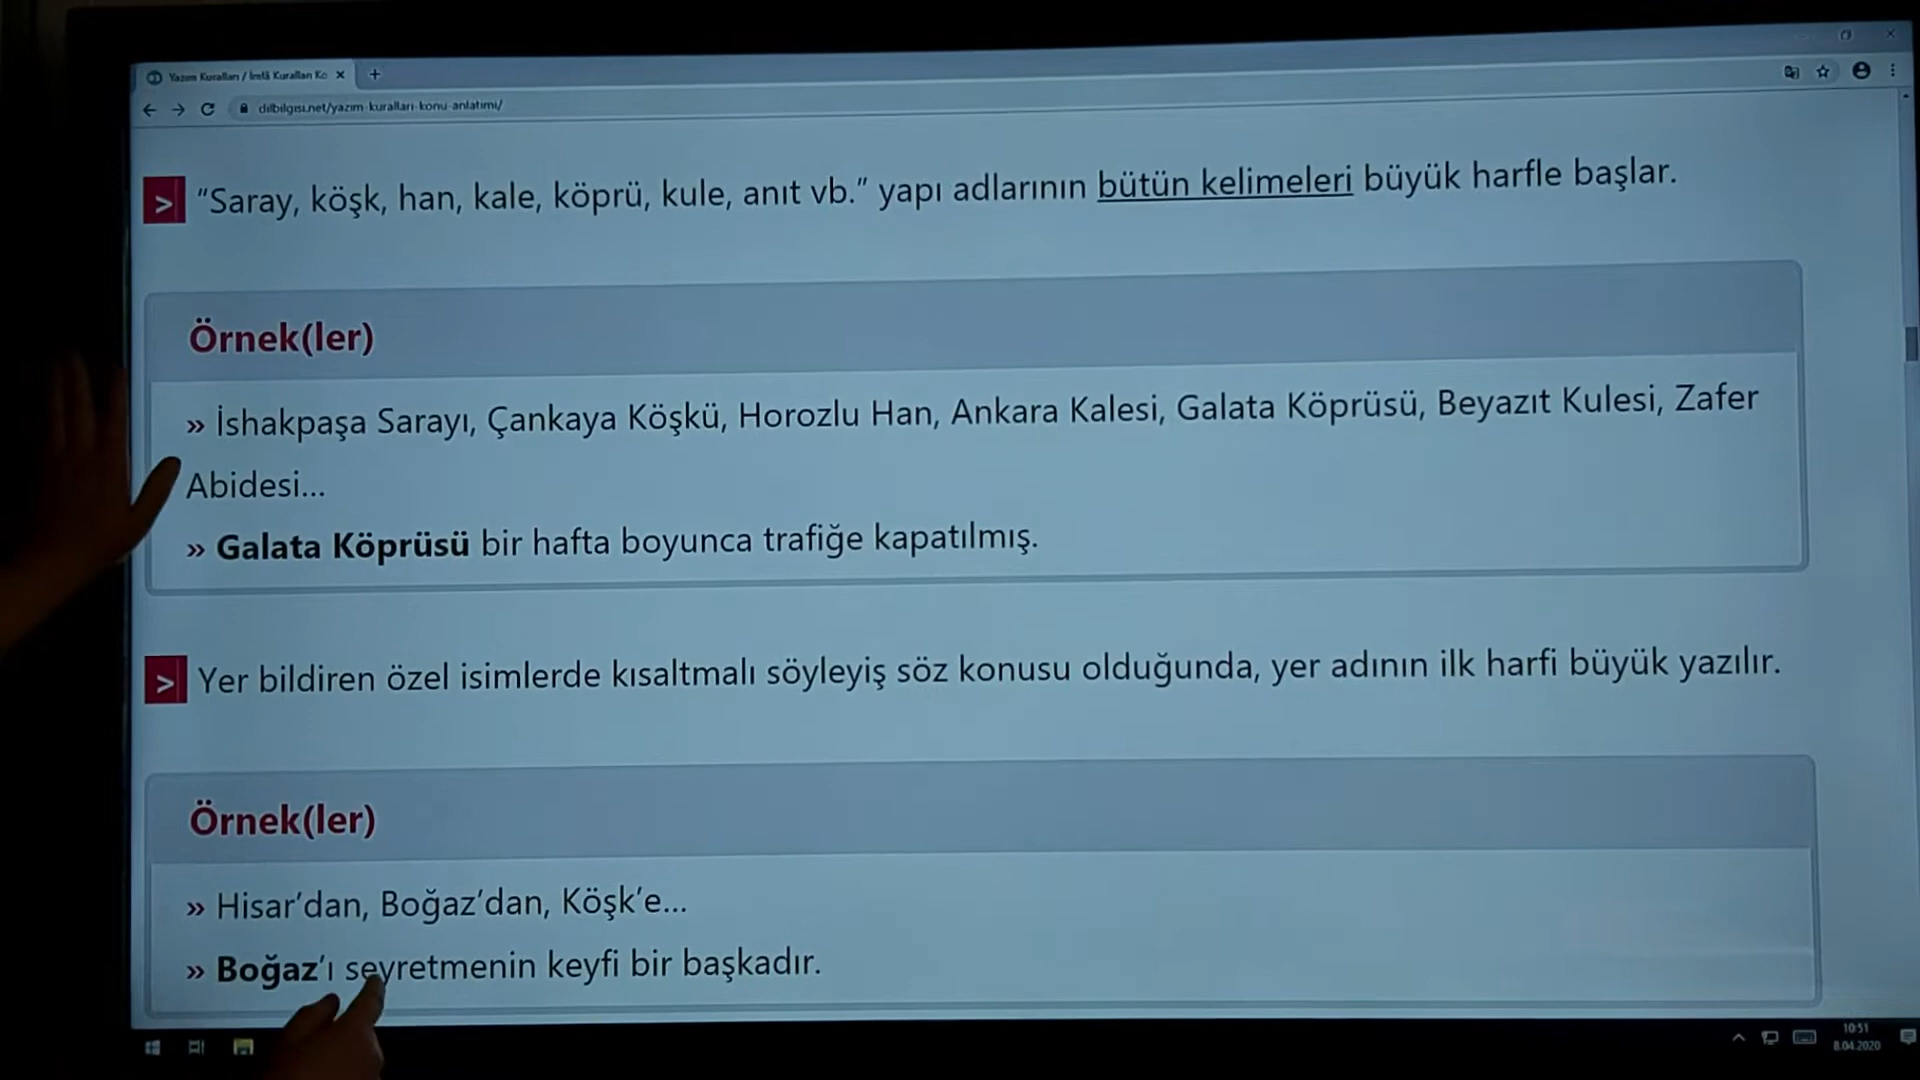 Yazım Kuralları / İmlâ Kuralları Ko
dilbilgisi.net/yazim-kurallari-konu-anlatimi/
> "Saray, köşk, han, kale, köprü, kule, anıt vb." yapı adlarının bütün kelimeleri büyük harfle başlar.
Örnek(ler)
» İshakpaşa Sarayı, Çankaya Köşkü, Horozlu Han, Ankara Kalesi, Galata Köprüsü, Beyazıt Kulesi, Zafer
Abidesi...
» Galata Köprüsü bir hafta boyunca trafiğe kapatılmış.
> Yer bildiren özel isimlerde kısaltmalı söyleyiş söz konusu olduğunda, yer adının ilk harfi büyük yazılır.
Örnek(ler)
» Hisar'dan, Boğaz'dan, Köşk'e...
» Boğaz'ı seyretmenin keyfi bir başkadır.
10:51
8.04.2020